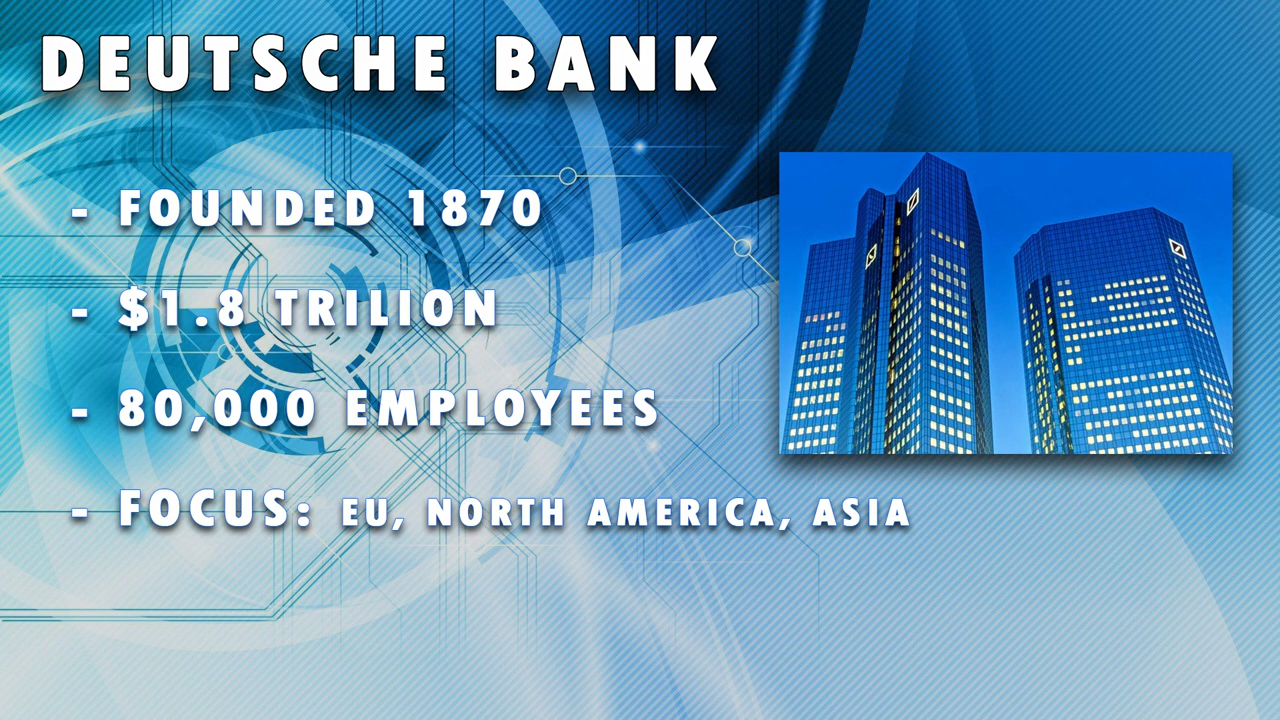 DEUTSCHE BANK
- FOUNDED 1870
- $1.8 TRILION
- 80,000 EMPLOYEES
- FOCUS: EU, NORTH AMERICA, ASIA